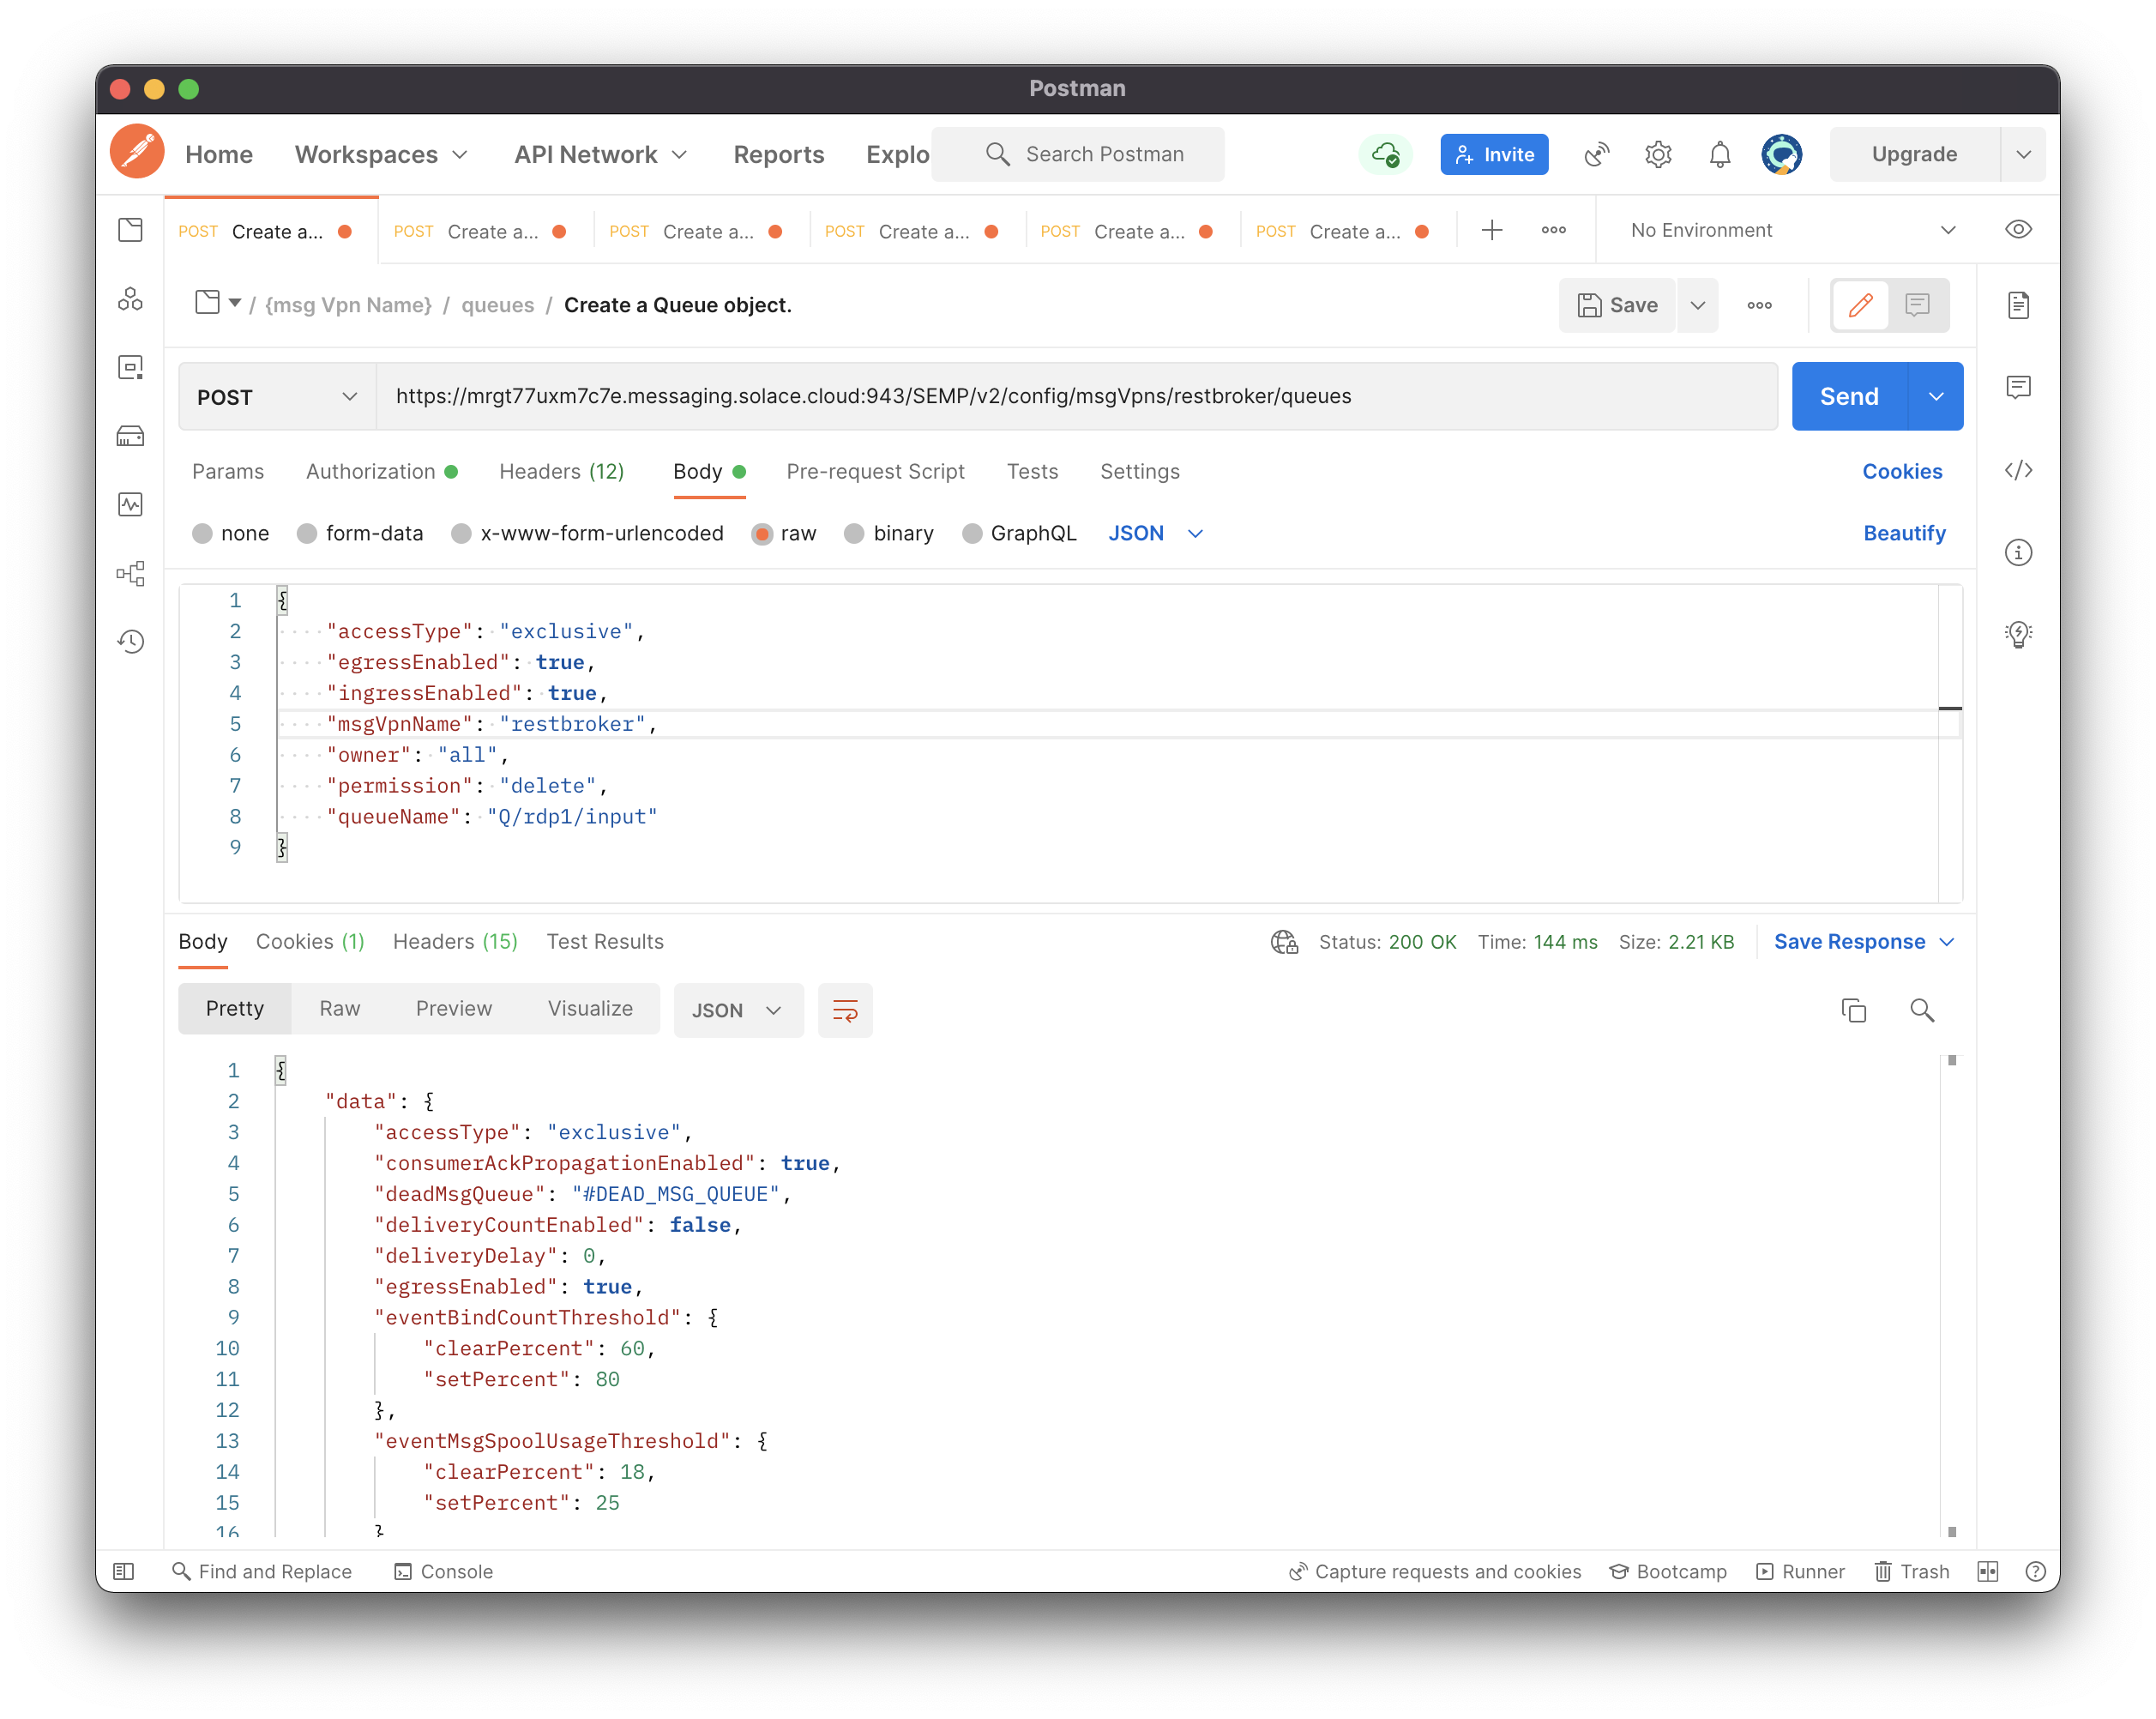 Postman
Home Workspaces API Network Reports Explo Search Postman Invite Upgrade
POST Create a... POST Create a... POST Create a... POST Create a... POST Create a... POST Create a... No Environment
/ {msg Vpn Name} / queues / Create a Queue object. Save
POST https://mrgt77uxm7c7e.messaging.solace.cloud:943/SEMP/v2/config/msgVpns/restbroker/queues Send
Params Authorization Headers (12) Body Pre-request Script Tests Settings Cookies
none form-data x-www-form-urlencoded raw binary GraphQL JSON Beautify
1 {
2 "accessType": "exclusive",
3 "egressEnabled": true,
4 "ingressEnabled": true,
5 "msgVpnName": "restbroker",
6 "owner": "all",
7 "permission": "delete",
8 "queueName": "Q/rdp1/input"
9 }
Body Cookies (1) Headers (15) Test Results Status: 200 OK Time: 144 ms Size: 2.21 KB Save Response
Pretty Raw Preview Visualize JSON
1 {
2 "data": {
3 "accessType": "exclusive",
4 "consumerAckPropagationEnabled": true,
5 "deadMsgQueue": "#DEAD_MSG_QUEUE",
6 "deliveryCountEnabled": false,
7 "deliveryDelay": 0,
8 "egressEnabled": true,
9 "eventBindCountThreshold": {
10 "clearPercent": 60,
11 "setPercent": 80
12 },
13 "eventMsgSpoolUsageThreshold": {
14 "clearPercent": 18,
15 "setPercent": 25
16 }
Find and Replace Console Capture requests and cookies Bootcamp Runner Trash